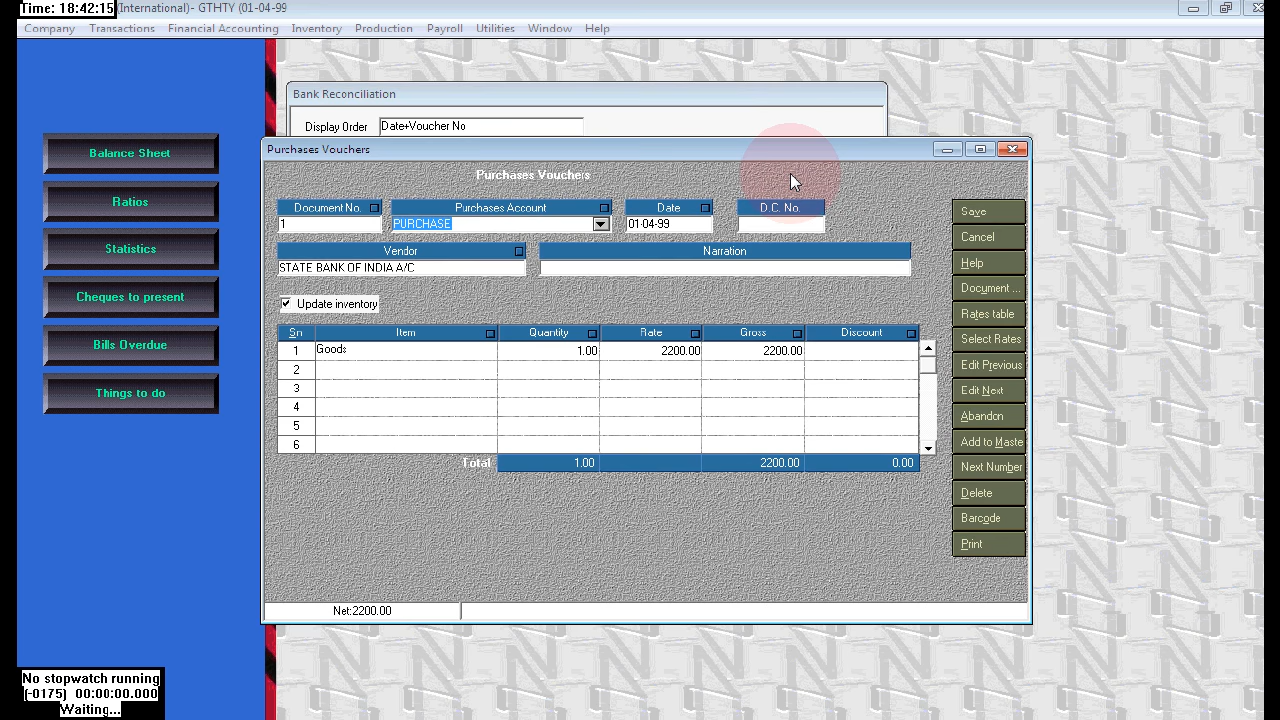 Time: 18:42:15 (International)- GTHTY (01-04-99
Company Transactions Financial Accounting Inventory Production Payroll Utilities Window Help
Bank Reconciliation
Display Order Date+Voucher No
Balance Sheet
Ratios
Statistics
Cheques to present
Bills Overdue
Things to do
Purchases Vouchers
Purchases Vouchers
Document No. Purchases Account Date D.C. No.
1 PURCHASE 01-04-99
Vendor Narration
STATE BANK OF INDIA A/C
Update inventory
Sn Item Quantity Rate Gross Discount
1 Goods 1.00 2200.00 2200.00
2
3
4
5
6
Total 1.00 2200.00 0.00
Net:2200.00
Save
Cancel
Help
Document ...
Rates table
Select Rates
Edit Previous
Edit Next
Abandon
Add to Maste
Next Number
Delete
Barcode
Print
No stopwatch running
(-0175) 00:00:00.000
Waiting...